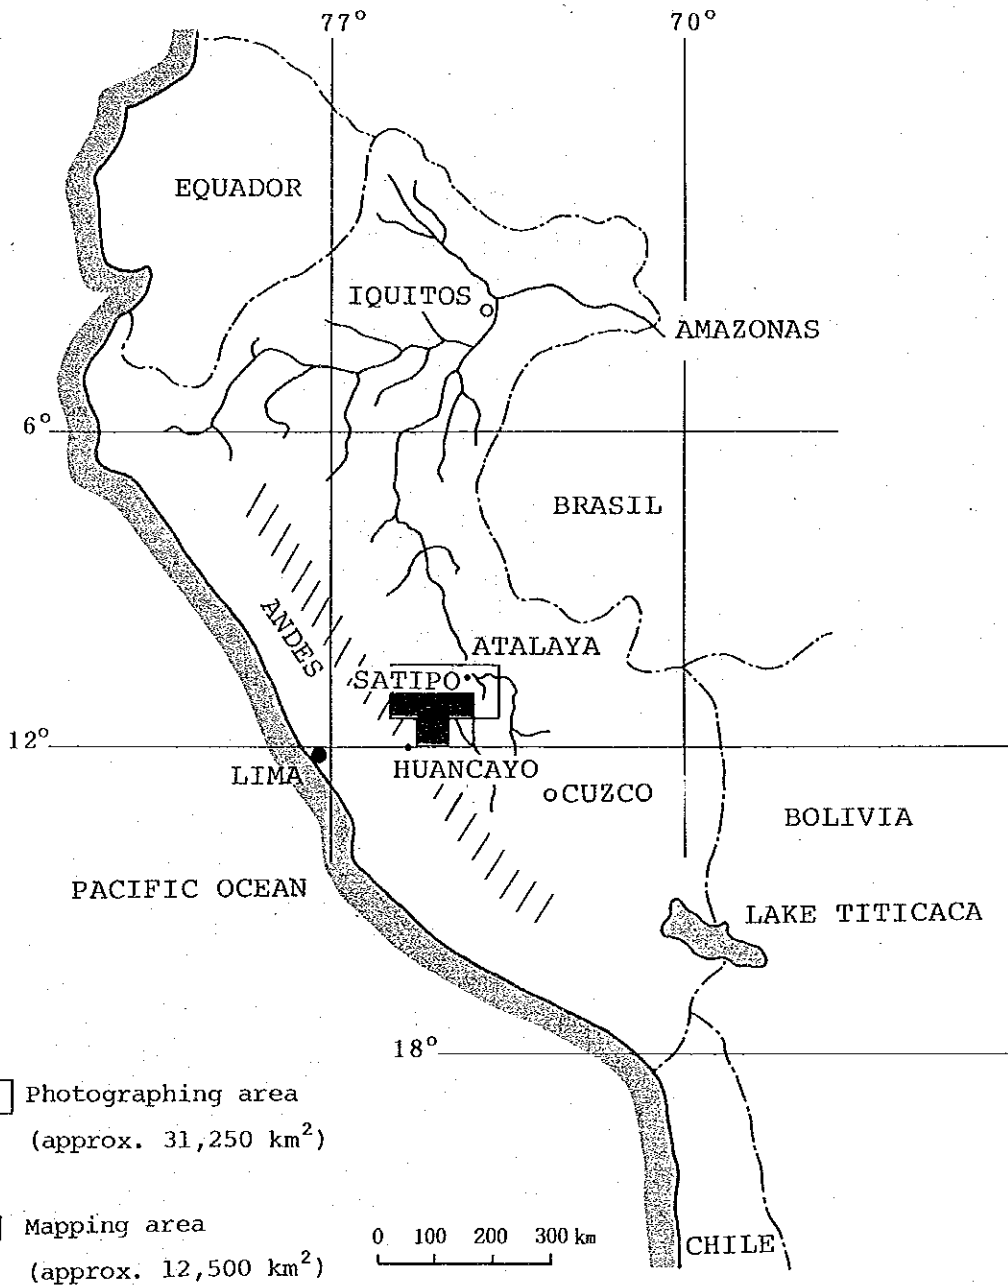 77°
70°
EQUADOR
IQUITOS
AMAZONAS
6°
BRASIL
ANDES
ATALAYA
SATIPO
12°
LIMA
HUANCAYO
CUZCO
BOLIVIA
PACIFIC OCEAN
LAKE TITICACA
18°
Photographing area
(approx. 31,250 km²)
Mapping area
(approx. 12,500 km²)
0 100 200 300 km
CHILE